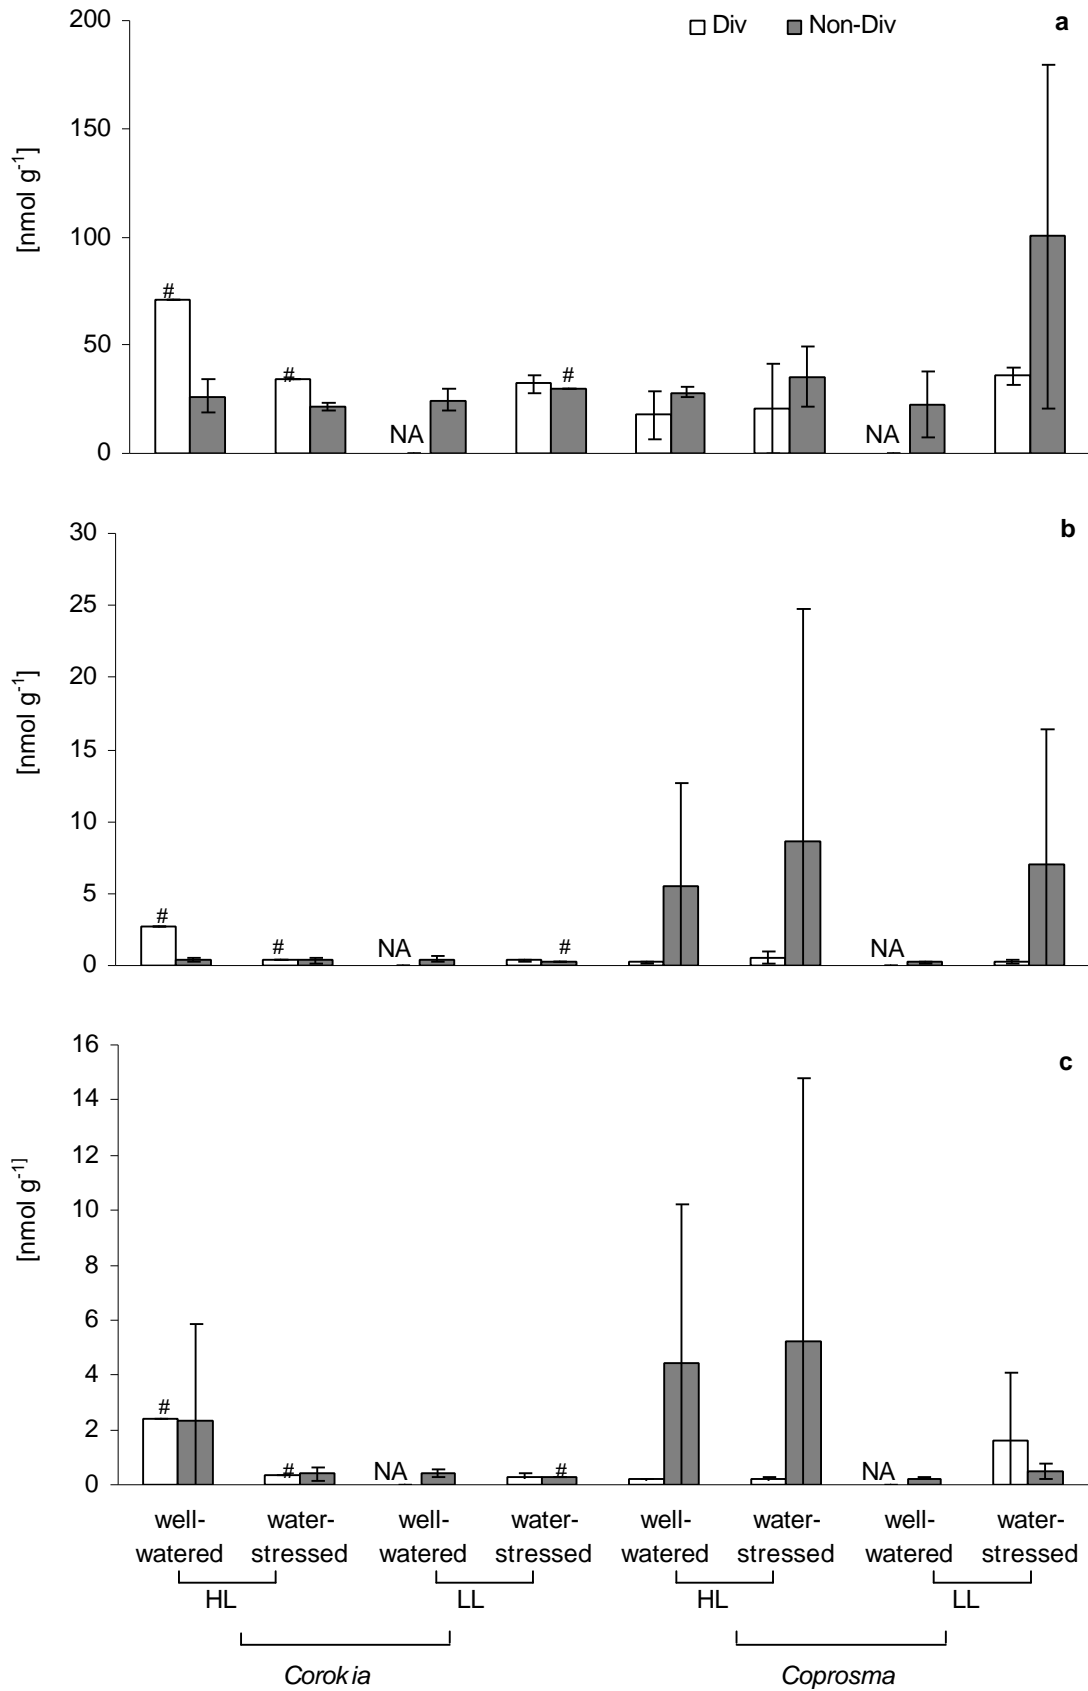 200
Div Non-Div a
150
[nmol g-1]
100
#
50
# #
NA NA
0
30 b
25
20
[nmol g-1]
15
10
5
# # NA # NA
0
16 c
14
12
10
[nmol g-1]
8
6
4
#
2
# NA # NA
0
well- water- well- water- well- water- well- water-
watered stressed watered stressed watered stressed watered stressed
HL LL HL LL
Corokia Coprosma